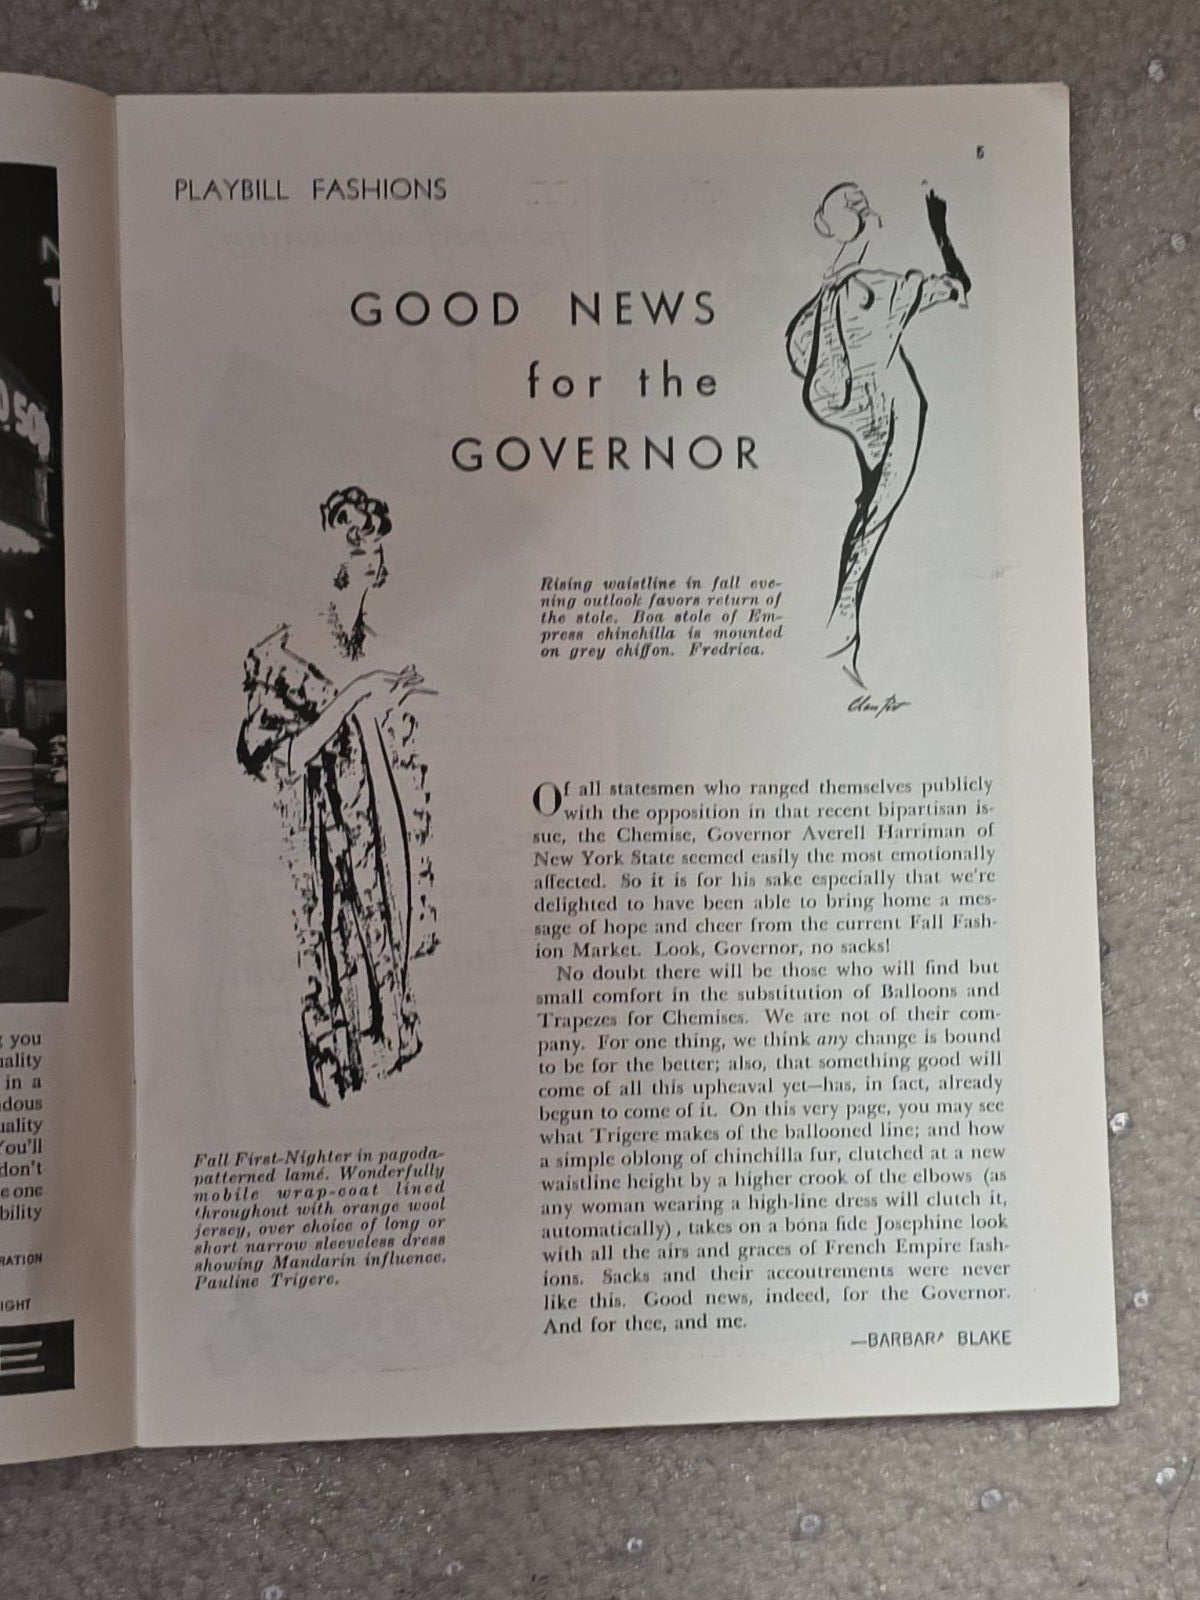 5
PLAYBILL FASHIONS
GOOD NEWS
for the
GOVERNOR
Rising waistline in fall eve-
ning outlook favors return of
the stole. Boa stole of Em-
press chinchilla is mounted
on grey chiffon. Fredrica.
Fall First-Nighter in pagoda-
patterned lamé. Wonderfully
mobile wrap-coat lined
throughout with orange wool
jersey, over choice of long or
short narrow sleeveless dress
showing Mandarin influence.
Pauline Trigere.
Of all statesmen who ranged themselves publicly
with the opposition in that recent bipartisan is-
sue, the Chemise, Governor Averell Harriman of
New York State seemed easily the most emotionally
affected. So it is for his sake especially that we're
delighted to have been able to bring home a mes-
sage of hope and cheer from the current Fall Fash-
ion Market. Look, Governor, no sacks!
No doubt there will be those who will find but
small comfort in the substitution of Balloons and
Trapezes for Chemises. We are not of their com-
pany. For one thing, we think any change is bound
to be for the better; also, that something good will
come of all this upheaval yet—has, in fact, already
begun to come of it. On this very page, you may see
what Trigere makes of the ballooned line; and how
a simple oblong of chinchilla fur, clutched at a new
waistline height by a higher crook of the elbows (as
any woman wearing a high-line dress will clutch it,
automatically), takes on a bona fide Josephine look
with all the airs and graces of French Empire fash-
ions. Sacks and their accoutrements were never
like this. Good news, indeed, for the Governor.
And for thee, and me.
—BARBARA BLAKE
you
uality
in a
dous
uality
You'll
don't
e one
bility
RATION
IGHT
E